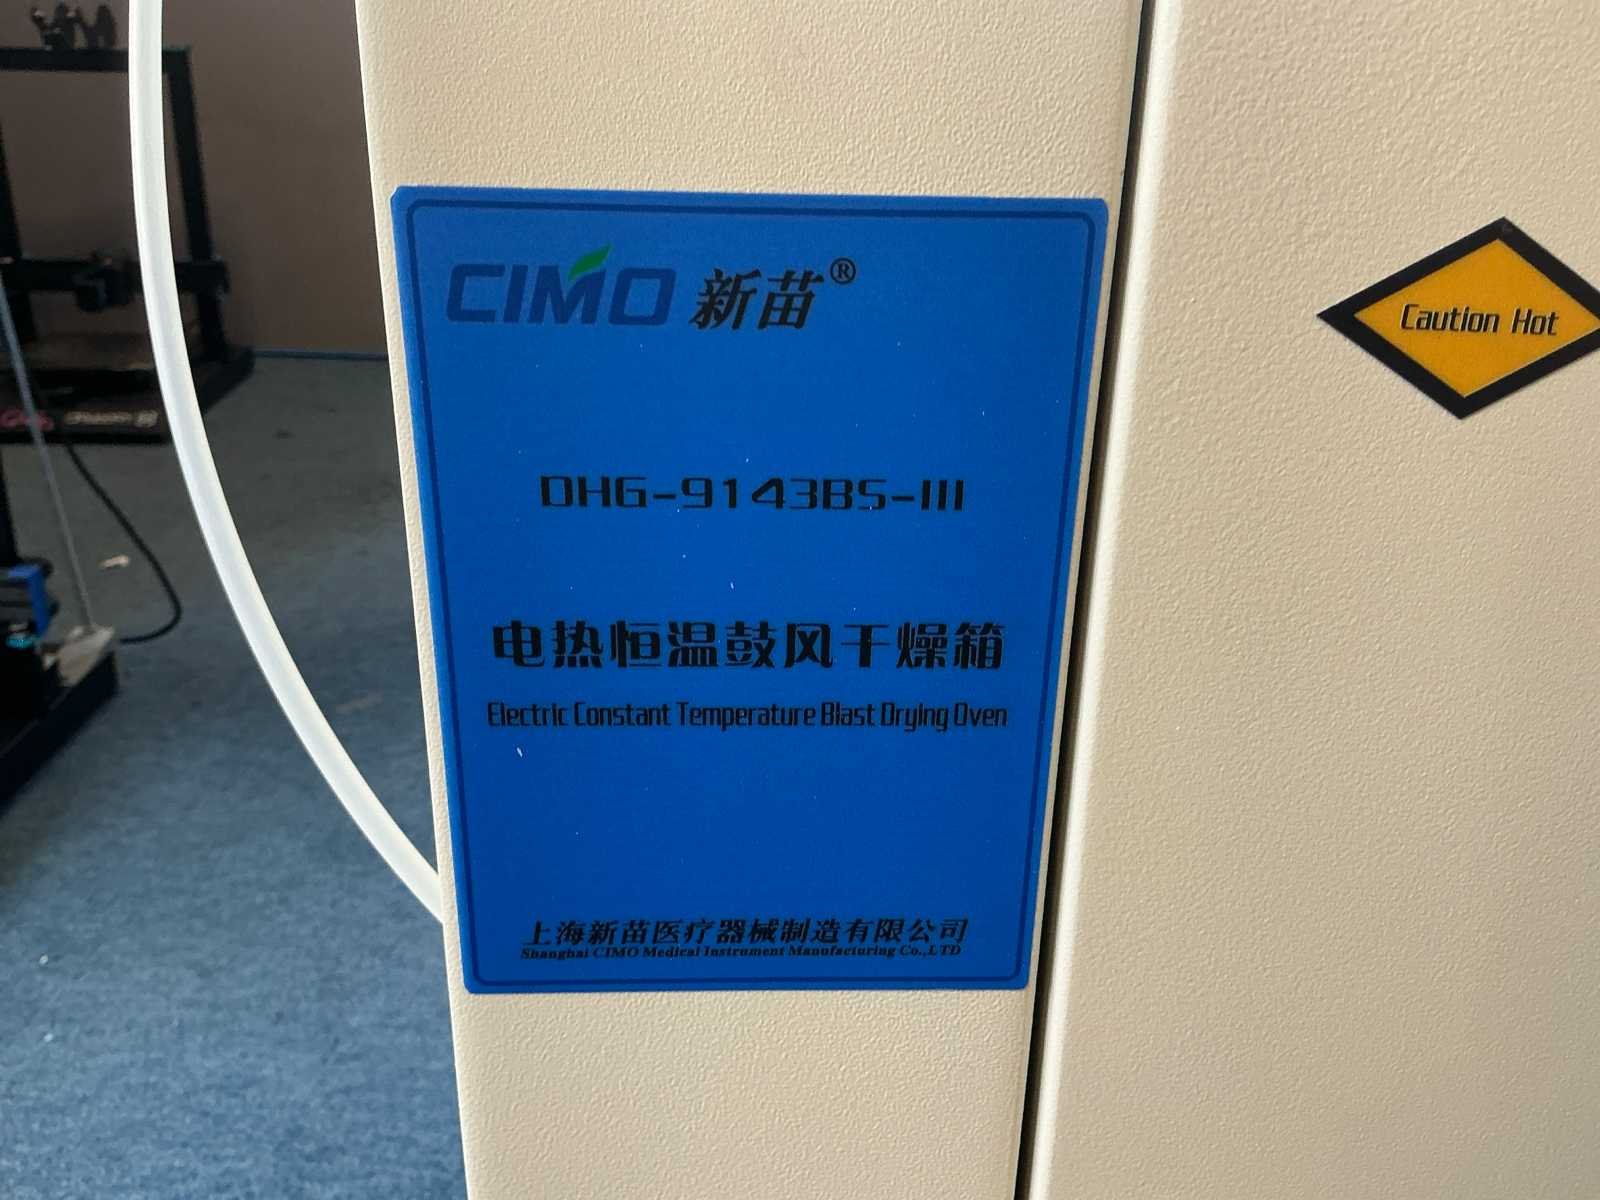 CIMO 新苗®
DHG-9143BS-III
电热恒温鼓风干燥箱
Electric Constant Temperature Blast Drying Oven
上海新苗医疗器械制造有限公司
Shanghai CIMO Medical Instrument Manufacturing Co.,LTD
Caution Hot